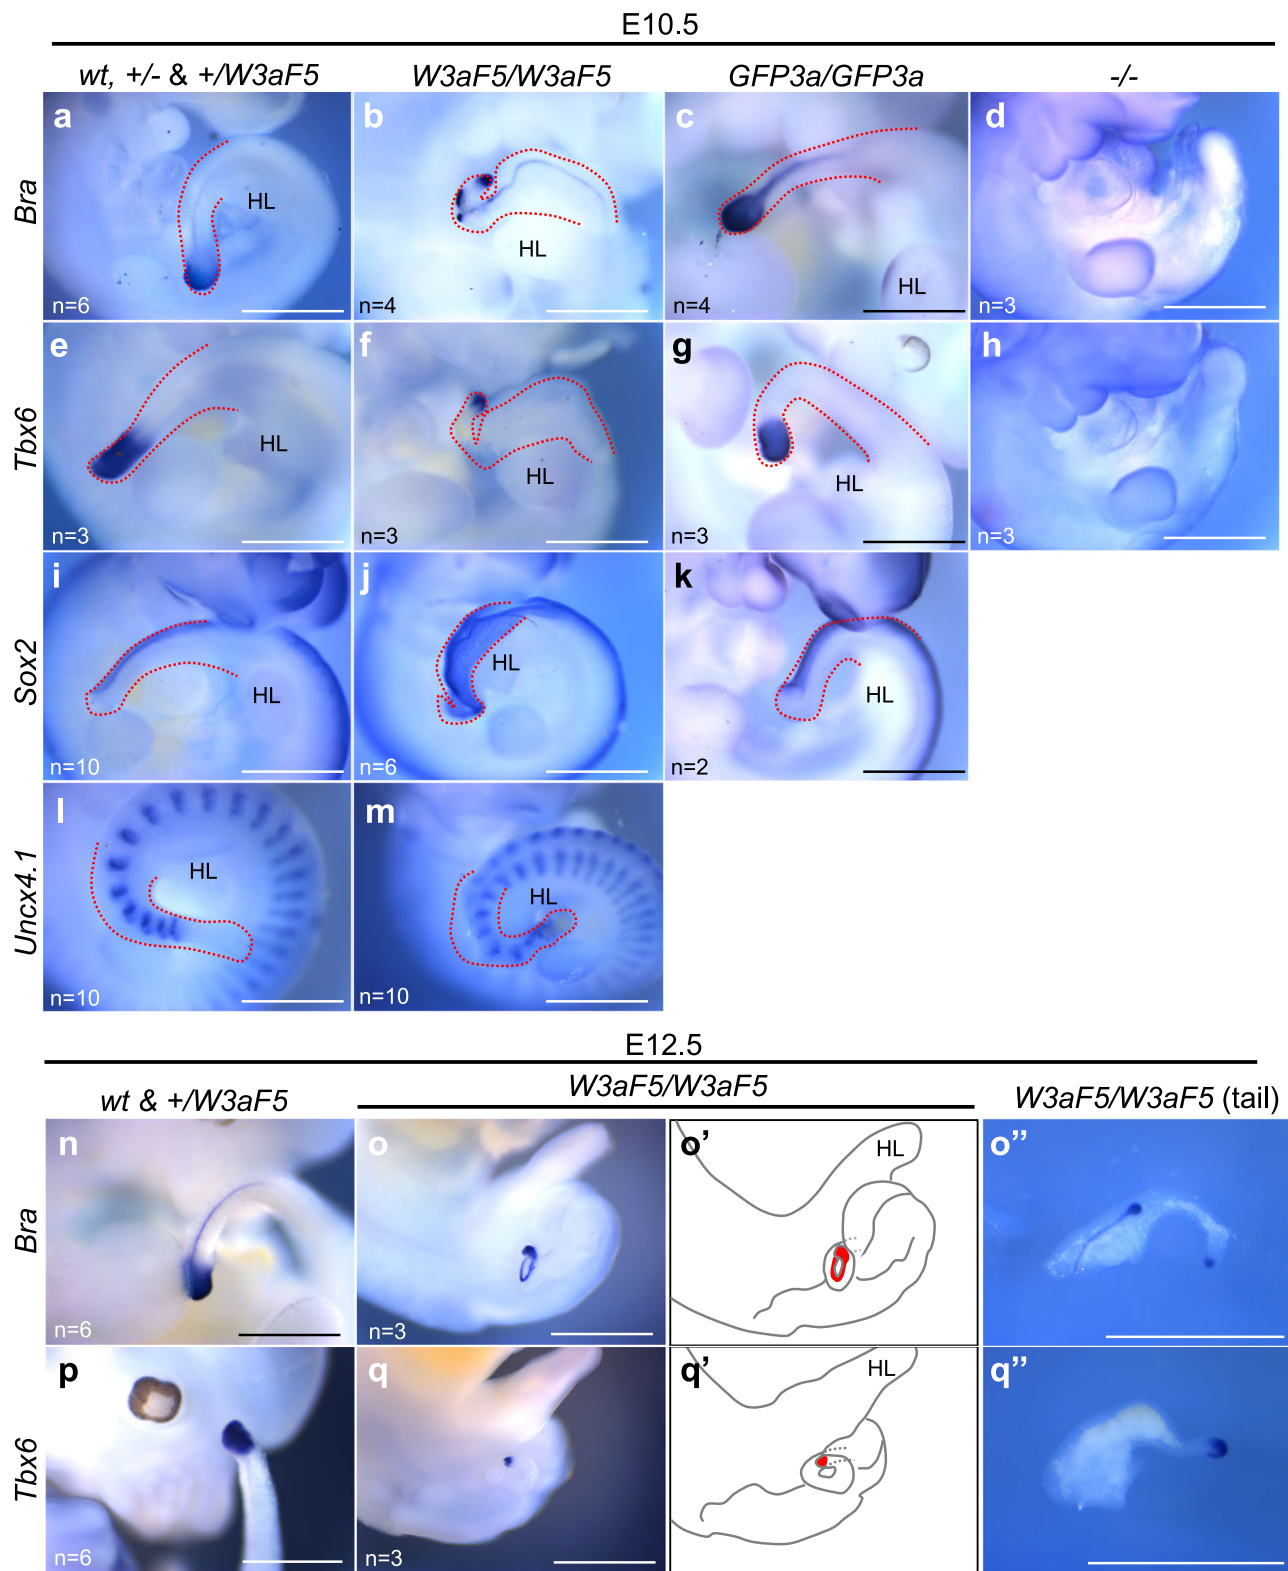 E10.5
wt, +/- & +/W3aF5 W3aF5/W3aF5 GFP3a/GFP3a -/-
Bra
a HL n=6
b HL n=4
c HL n=4
d n=3
Tbx6
e HL n=3
f HL n=3
g HL n=3
h n=3
Sox2
i HL n=10
j HL n=6
k HL n=2
Uncx4.1
l HL n=10
m HL n=10
E12.5
wt & +/W3aF5 W3aF5/W3aF5 W3aF5/W3aF5 (tail)
Bra
n n=6
o n=3
o’ HL
o’’
Tbx6
p n=6
q n=3
q’ HL
q’’